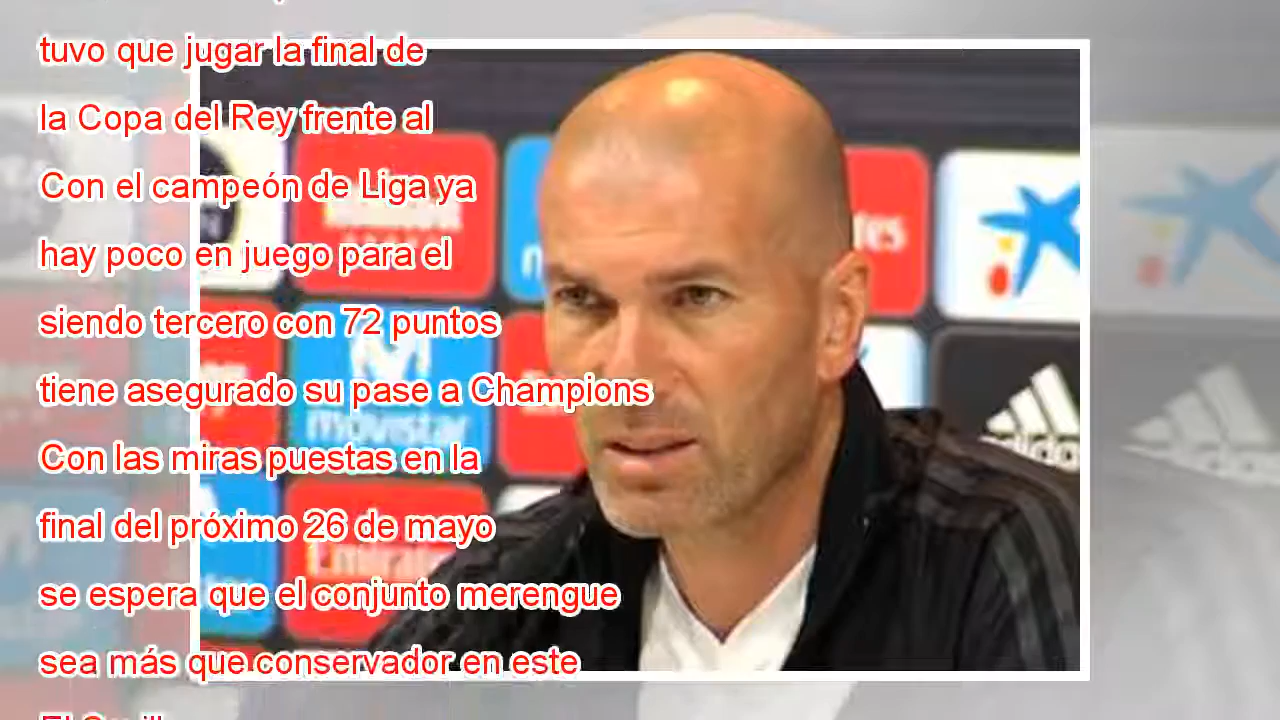 tuvo que jugar la final de
la Copa del Rey frente al
Con el campeón de Liga ya
hay poco en juego para el
siendo tercero con 72 puntos
tiene asegurado su pase a Champions
Con las miras puestas en la
final del próximo 26 de mayo
se espera que el conjunto merengue
sea más que conservador en este
movistar
adidas